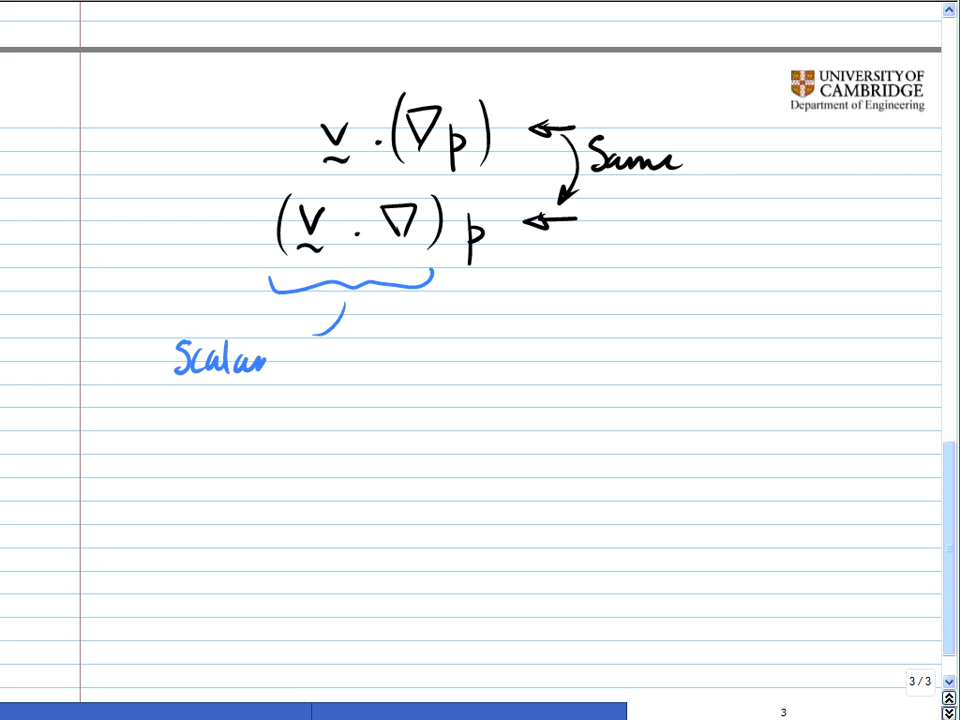 UNIVERSITY OF
CAMBRIDGE
Department of Engineering
v · (∇p) ← Same
(v · ∇) p ←
Scalar
3 / 3
3